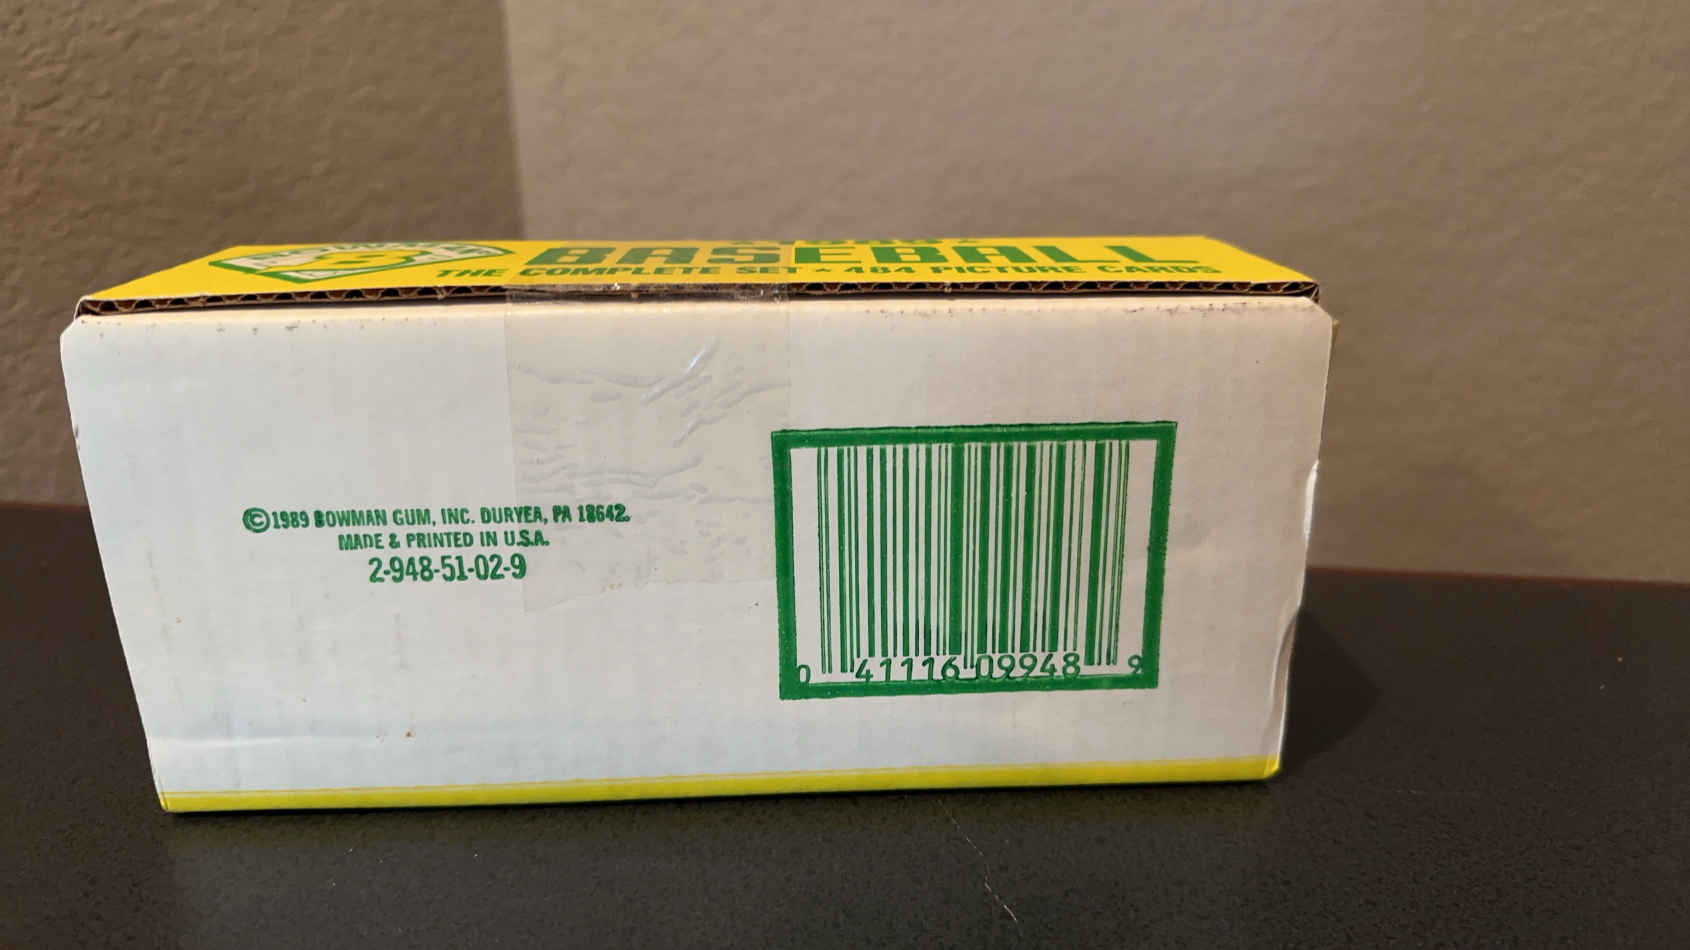 BASEBALL
THE COMPLETE SET ★ 484 PICTURE CARDS
©1989 BOWMAN GUM, INC. DURYEA, PA 18642.
MADE & PRINTED IN U.S.A.
2-948-51-02-9
0 41116 09948 9